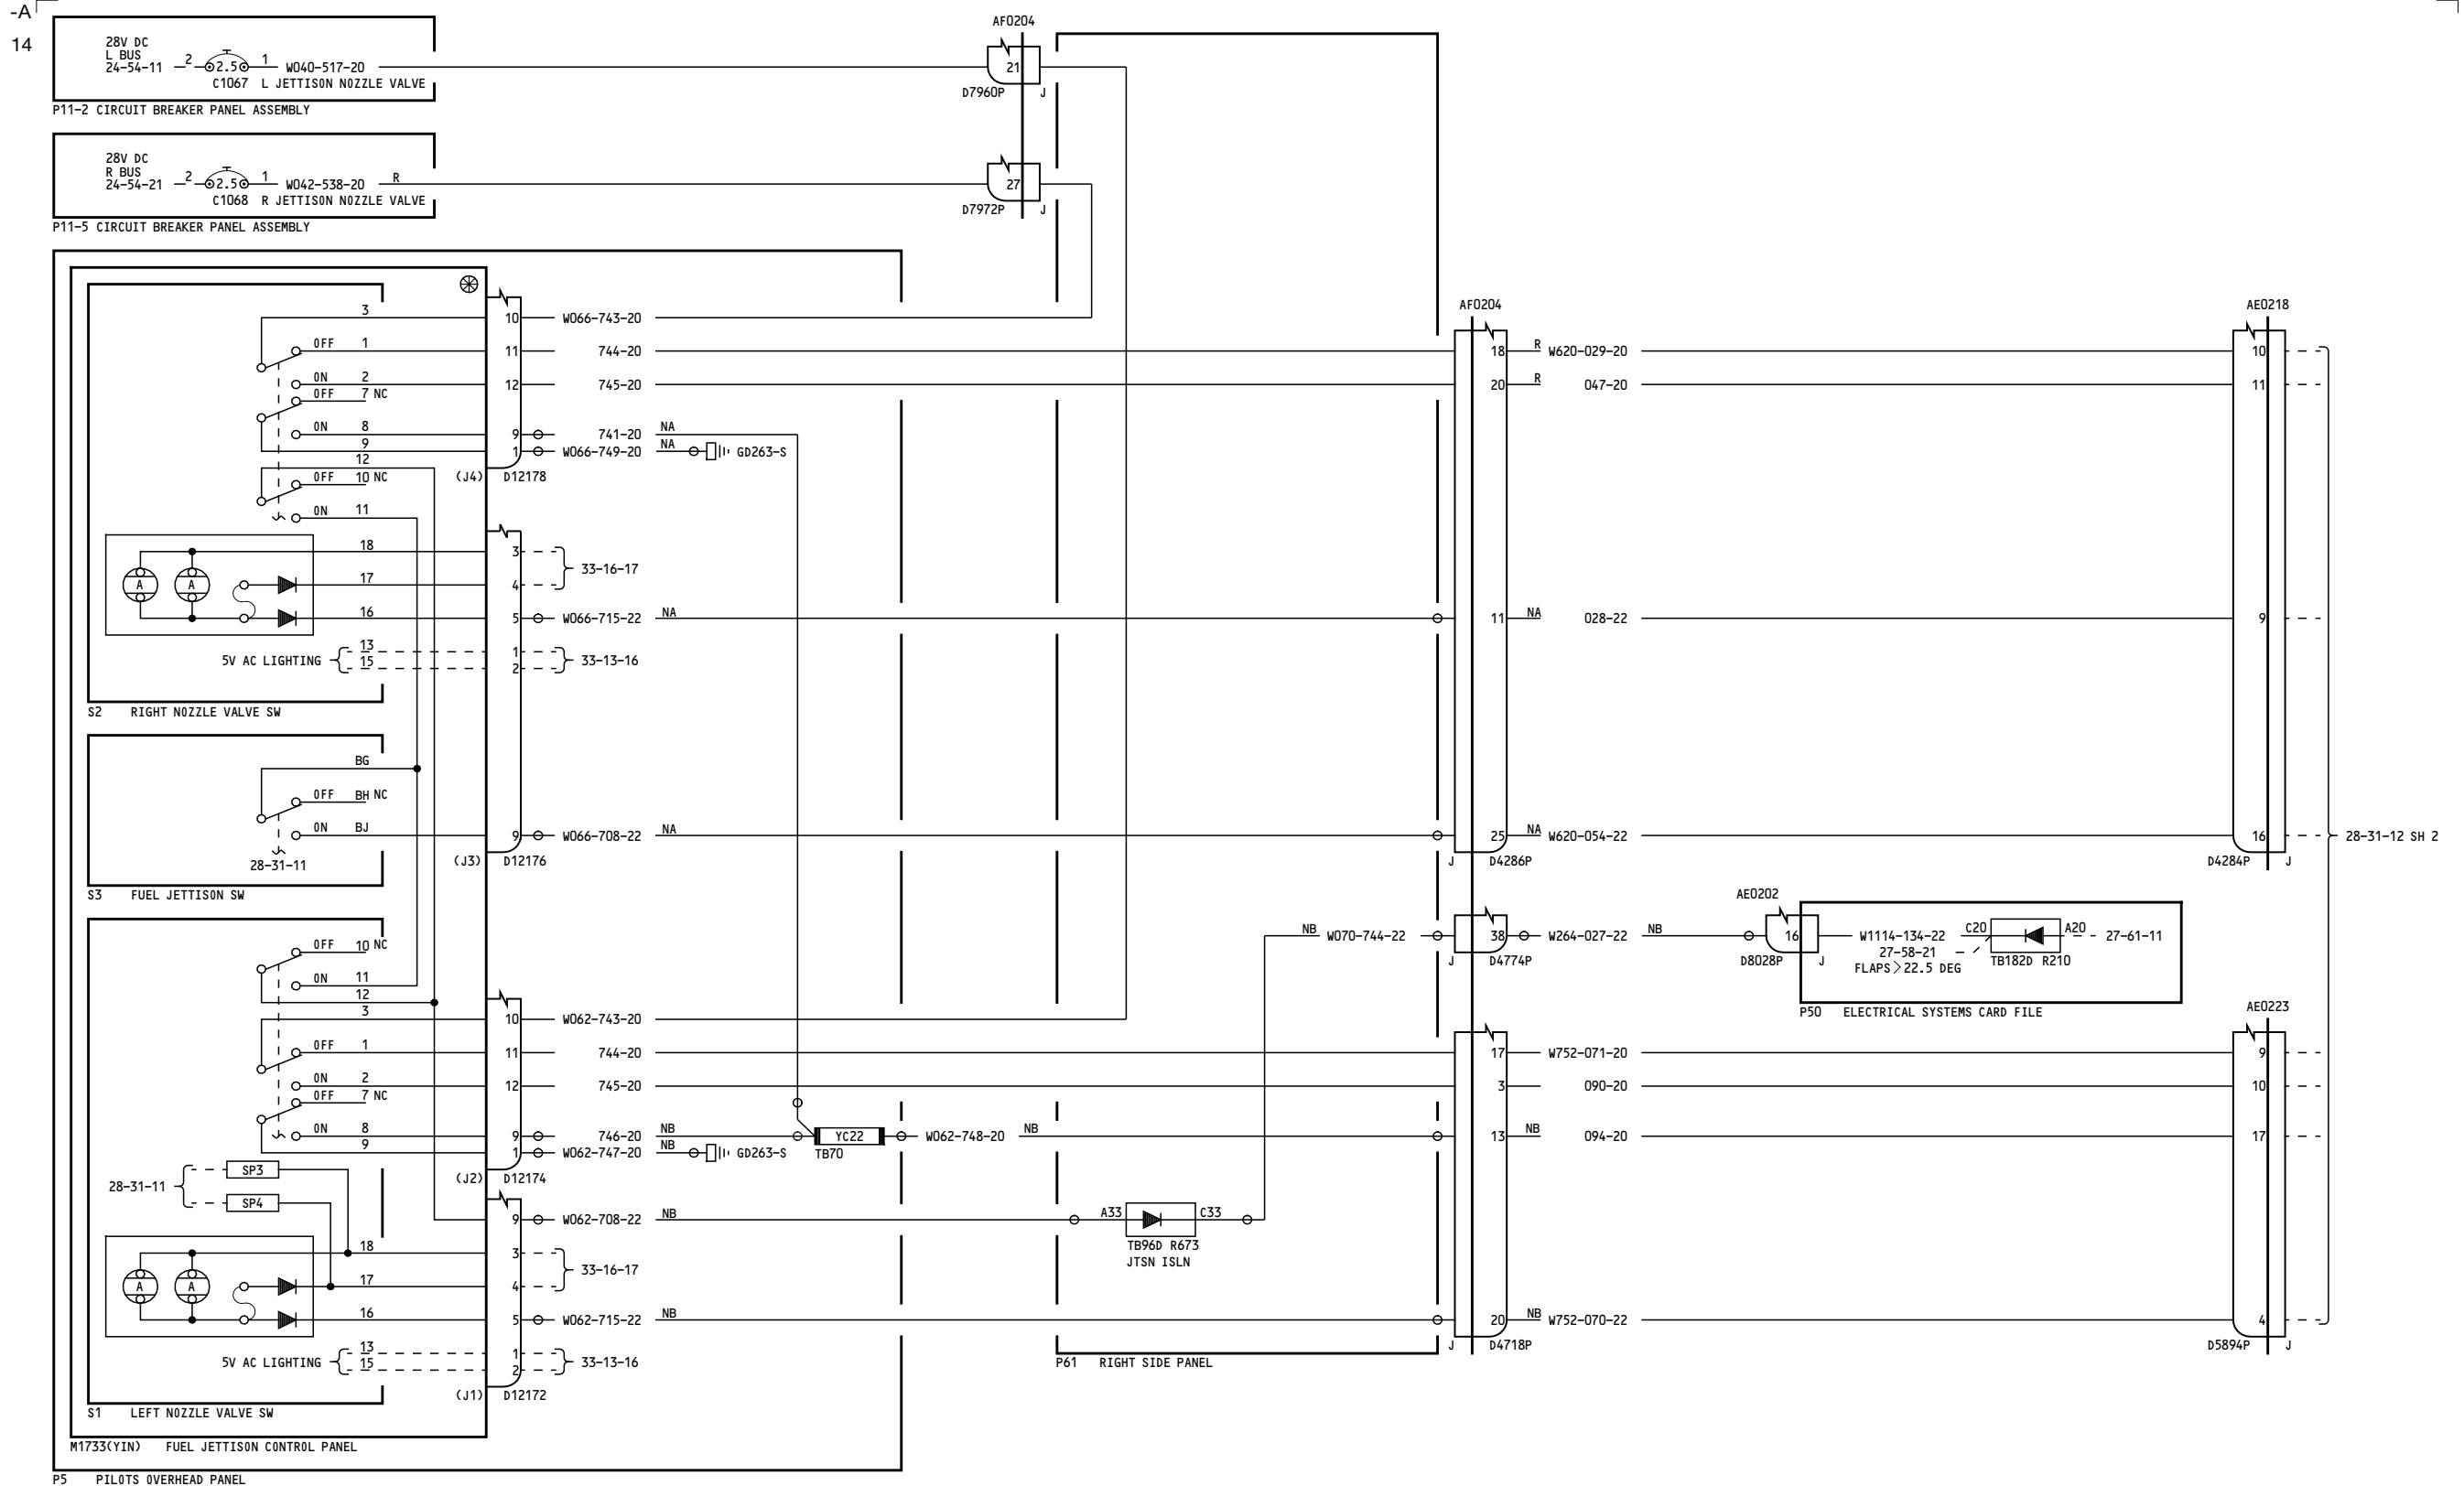 -A
14
28V DC
L BUS
24-54-11 2 2.5 1 W040-517-20
C1067 L JETTISON NOZZLE VALVE
P11-2 CIRCUIT BREAKER PANEL ASSEMBLY
AF0204
21
D7960P J
28V DC
R BUS
24-54-21 2 2.5 1 W042-538-20 R
C1068 R JETTISON NOZZLE VALVE
P11-5 CIRCUIT BREAKER PANEL ASSEMBLY
27
D7972P J
3 10 W066-743-20
OFF 1 11 744-20
ON 2 12 745-20
OFF 7 NC
ON 8 9 741-20 NA
9 1 W066-749-20 NA GD263-S
12 (J4) D12178
OFF 10 NC
ON 11
18 3
33-16-17
A A 17 4
16 5 W066-715-22 NA
13 1
5V AC LIGHTING 33-13-16
15 2
S2 RIGHT NOZZLE VALVE SW
BG
OFF BH NC
ON BJ 9 W066-708-22 NA
28-31-11
(J3) D12176
S3 FUEL JETTISON SW
OFF 10 NC
ON 11
12
3 10 W062-743-20
OFF 1 11 744-20
ON 2 12 745-20
OFF 7 NC
ON 8 9 746-20 NB YC22 W062-748-20 NB
9 1 W062-747-20 NB GD263-S TB70
SP3
28-31-11 (J2) D12174
SP4
9 W062-708-22 NB A33 C33
TB96D R673
JTSN ISLN
18 3
33-16-17
A A 17 4
16 5 W062-715-22 NB
13 1
5V AC LIGHTING 33-13-16
15 2
(J1) D12172
S1 LEFT NOZZLE VALVE SW
M1733(YIN) FUEL JETTISON CONTROL PANEL
P5 PILOTS OVERHEAD PANEL
P61 RIGHT SIDE PANEL
AF0204
18 R W620-029-20
20 R 047-20
11 NA 028-22
25 NA W620-054-22
J D4286P
NB W070-744-22 38 W264-027-22 NB
J D4774P
17 W752-071-20
3 090-20
13 NB 094-20
20 NB W752-070-22
J D4718P
AE0218
10
11
9
16
D4284P J
28-31-12 SH 2
AE0202
16 W1114-134-22 C20 A20 27-61-11
D8028P J 27-58-21 TB182D R210
FLAPS>22.5 DEG
P50 ELECTRICAL SYSTEMS CARD FILE
AE0223
9
10
17
4
D5894P J